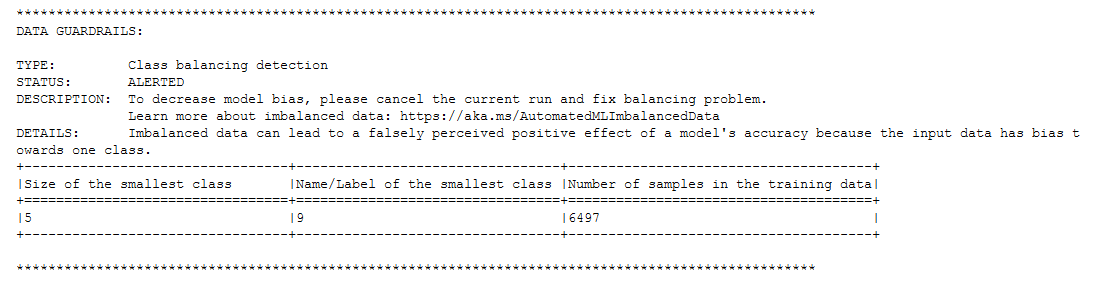 ****************************************************************************************************
DATA GUARDRAILS:
TYPE:         Class balancing detection
STATUS:       ALERTED
DESCRIPTION:  To decrease model bias, please cancel the current run and fix balancing problem.
              Learn more about imbalanced data: https://aka.ms/AutomatedMLImbalancedData
DETAILS:      Imbalanced data can lead to a falsely perceived positive effect of a model's accuracy because the input data has bias t
owards one class.
+---------------------------------+---------------------------------+--------------------------------------+
|Size of the smallest class       |Name/Label of the smallest class |Number of samples in the training data|
+=================================+=================================+======================================+
|5                                |9                                |6497                                  |
+---------------------------------+---------------------------------+--------------------------------------+
****************************************************************************************************